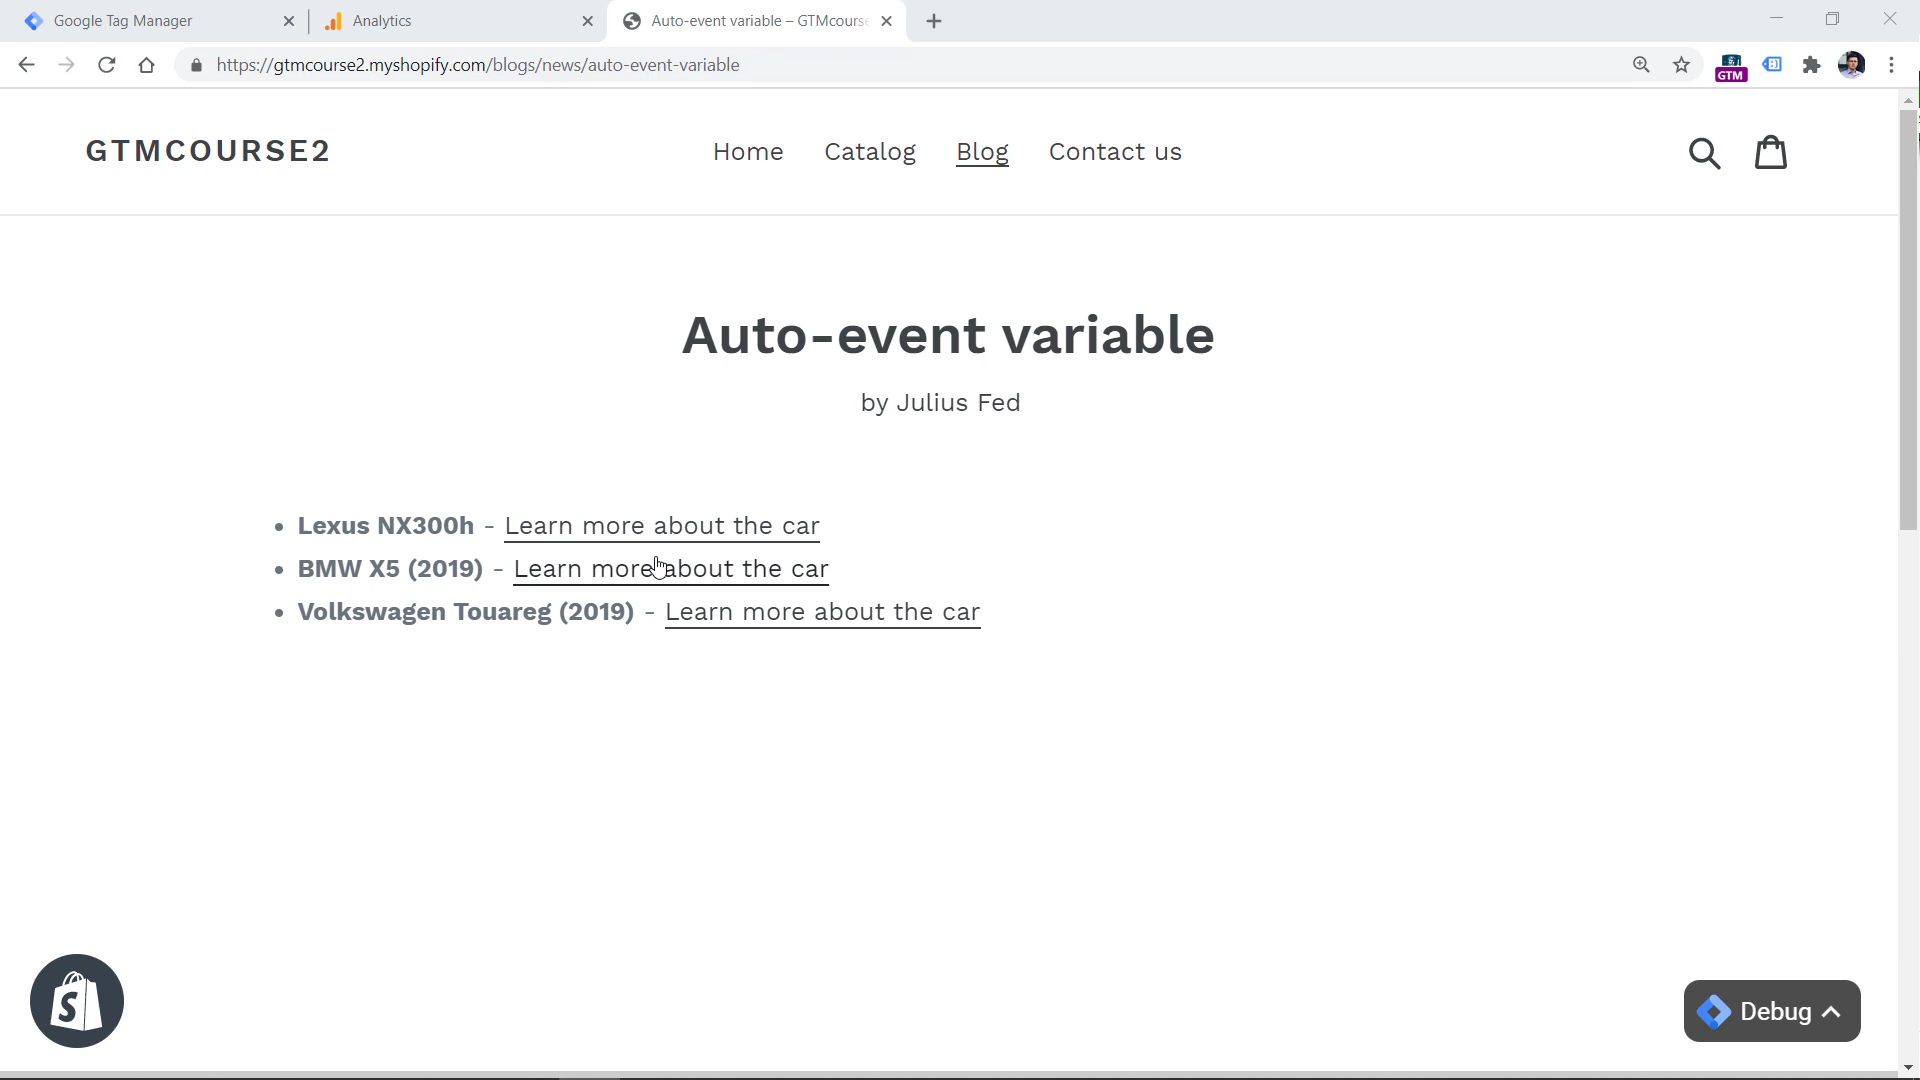 Google Tag Manager
Analytics
Auto-event variable – GTMcourse
https://gtmcourse2.myshopify.com/blogs/news/auto-event-variable
GTM
GTMCOURSE2
Home
Catalog
Blog
Contact us
Auto-event variable
by Julius Fed
• Lexus NX300h - Learn more about the car
• BMW X5 (2019) - Learn more about the car
• Volkswagen Touareg (2019) - Learn more about the car
Debug